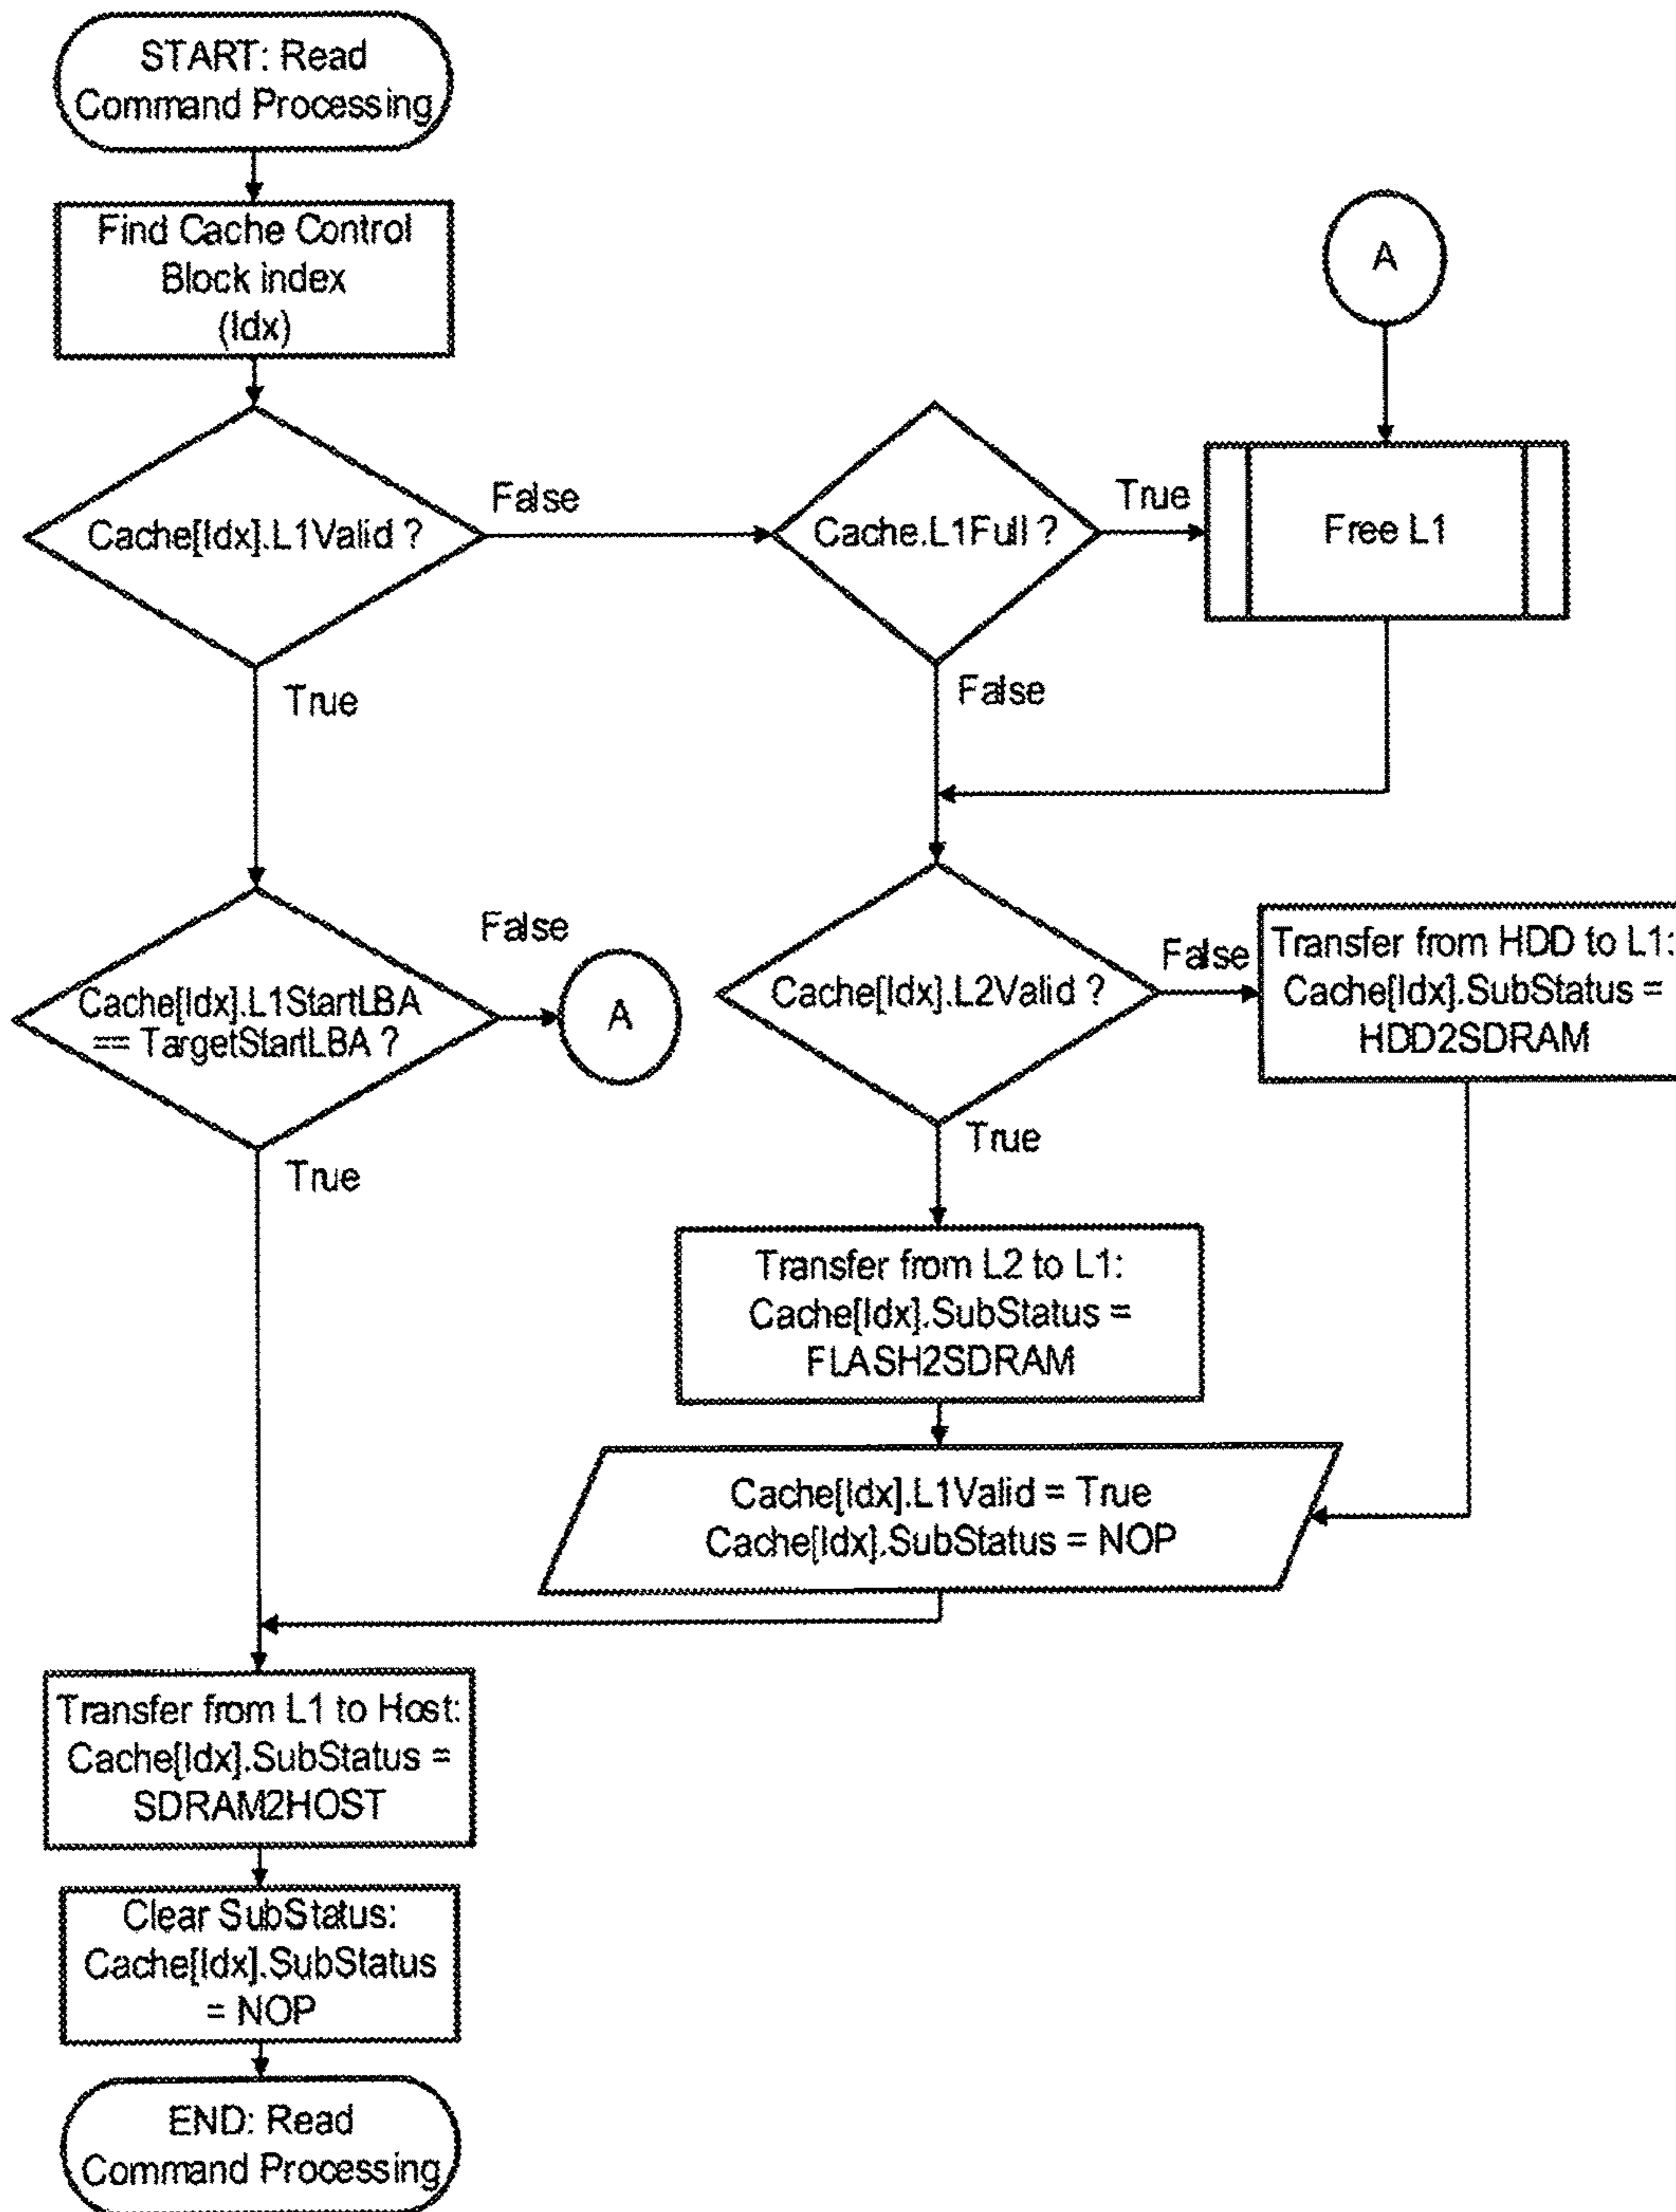 START: Read
Command Processing
Find Cache Control
Block index
(Idx)
A
Cache[Idx].L1Valid ?
False
Cache.L1Full ?
True
Free L1
True
False
Cache[Idx].L1StartLBA
== TargetStartLBA ?
False
A
Cache[Idx].L2Valid ?
False
Transfer from HDD to L1:
Cache[Idx].SubStatus =
HDD2SDRAM
True
True
Transfer from L2 to L1:
Cache[Idx].SubStatus =
FLASH2SDRAM
Cache[Idx].L1Valid = True
Cache[Idx].SubStatus = NOP
Transfer from L1 to Host:
Cache[Idx].SubStatus =
SDRAM2HOST
Clear SubStatus:
Cache[Idx].SubStatus
= NOP
END: Read
Command Processing